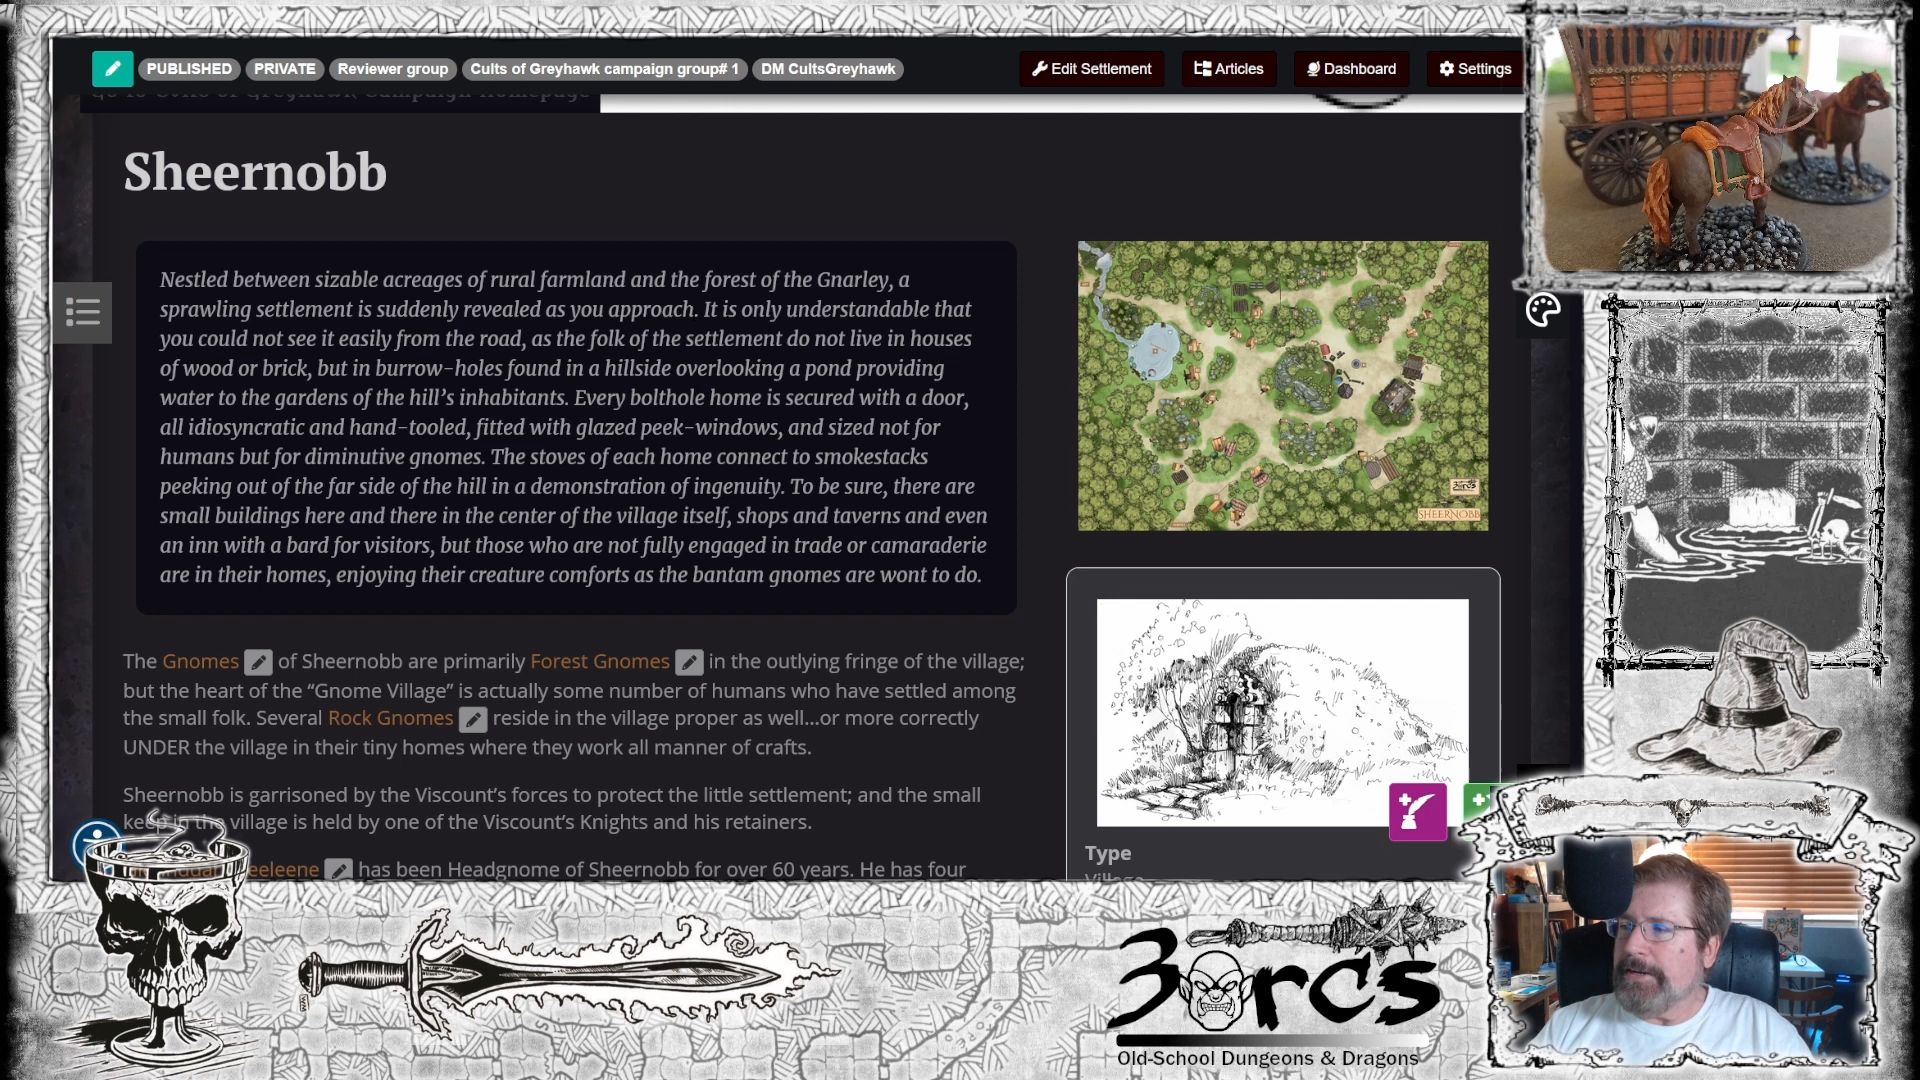 PUBLISHED PRIVATE Reviewer group Cults of Greyhawk campaign group# 1 DM CultsGreyhawk
Edit Settlement Articles Dashboard Settings
Sheernobb
Nestled between sizable acreages of rural farmland and the forest of the Gnarley, a
sprawling settlement is suddenly revealed as you approach. It is only understandable that
you could not see it easily from the road, as the folk of the settlement do not live in houses
of wood or brick, but in burrow-holes found in a hillside overlooking a pond providing
water to the gardens of the hill’s inhabitants. Every bolthole home is secured with a door,
all idiosyncratic and hand-tooled, fitted with glazed peek-windows, and sized not for
humans but for diminutive gnomes. The stoves of each home connect to smokestacks
peeking out of the far side of the hill in a demonstration of ingenuity. To be sure, there are
small buildings here and there in the center of the village itself, shops and taverns and even
an inn with a bard for visitors, but those who are not fully engaged in trade or camaraderie
are in their homes, enjoying their creature comforts as the bantam gnomes are wont to do.
The Gnomes of Sheernobb are primarily Forest Gnomes in the outlying fringe of the village;
but the heart of the “Gnome Village” is actually some number of humans who have settled among
the small folk. Several Rock Gnomes reside in the village proper as well...or more correctly
UNDER the village in their tiny homes where they work all manner of crafts.
Sheernobb is garrisoned by the Viscount’s forces to protect the little settlement; and the small
keep in the village is held by one of the Viscount’s Knights and his retainers.
has been Headgnome of Sheernobb for over 60 years. He has four
3orcs
SHEERNOBB
Type
Village
3orcs
Old-School Dungeons & Dragons